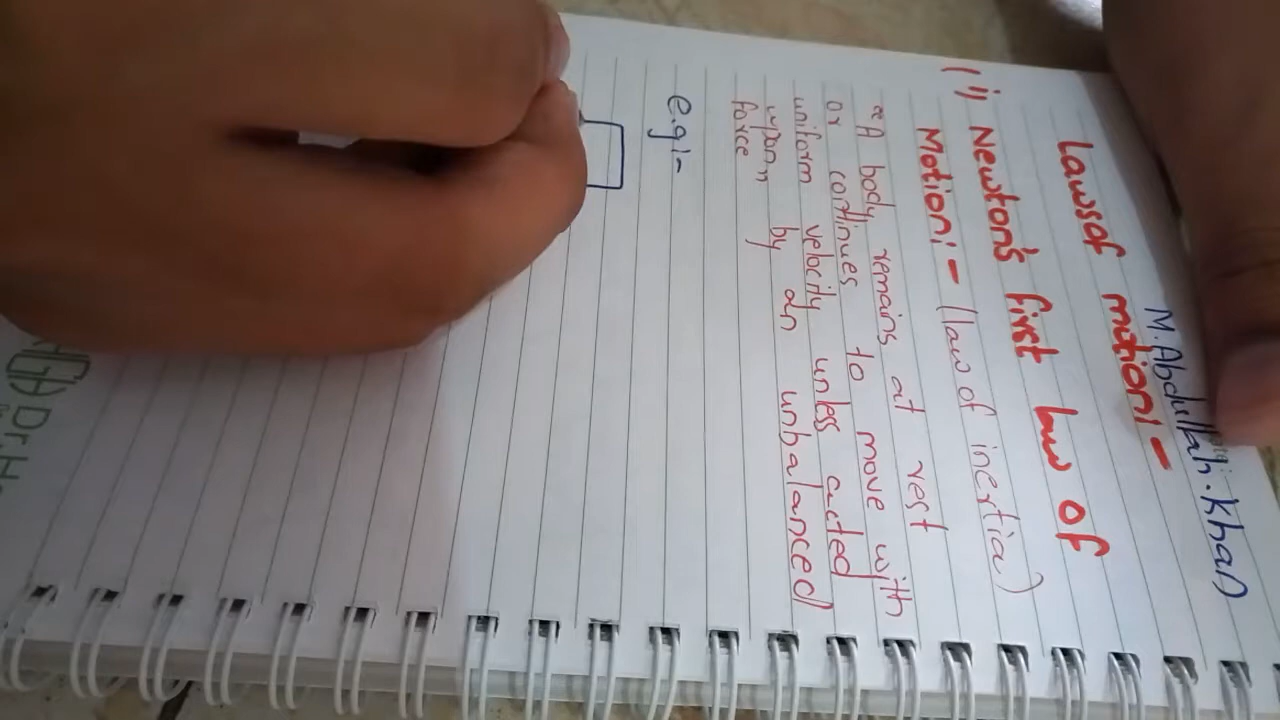 M.Abdullah.Khan
Laws of motion:-
(i) Newton's first law of
Motion:- (law of inertia)
"A body remains at rest
or continues to move with
uniform velocity unless acted
upon by an unbalanced
force
e.g:-
Dr.H